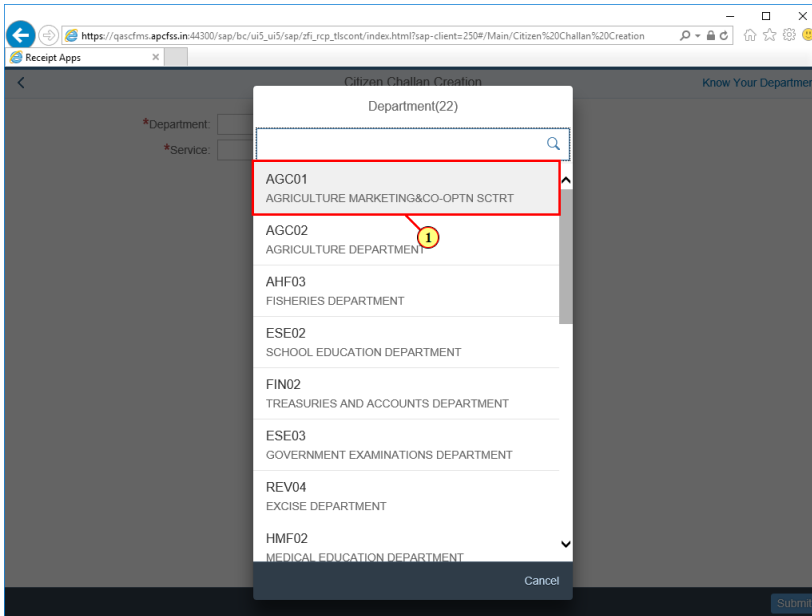 https://qascfms.apcfss.in:44300/sap/bc/ui5_ui5/sap/zfi_rcp_tlscont/index.html?sap-client=250#/Main/Citizen%20Challan%20Creation
Receipt Apps
Citizen Challan Creation
Know Your Departmen
*Department:
*Service:
Department(22)
AGC01
AGRICULTURE MARKETING&CO-OPTN SCTRT
1
AGC02
AGRICULTURE DEPARTMENT
AHF03
FISHERIES DEPARTMENT
ESE02
SCHOOL EDUCATION DEPARTMENT
FIN02
TREASURIES AND ACCOUNTS DEPARTMENT
ESE03
GOVERNMENT EXAMINATIONS DEPARTMENT
REV04
EXCISE DEPARTMENT
HMF02
MEDICAL EDUCATION DEPARTMENT
Cancel
Submit